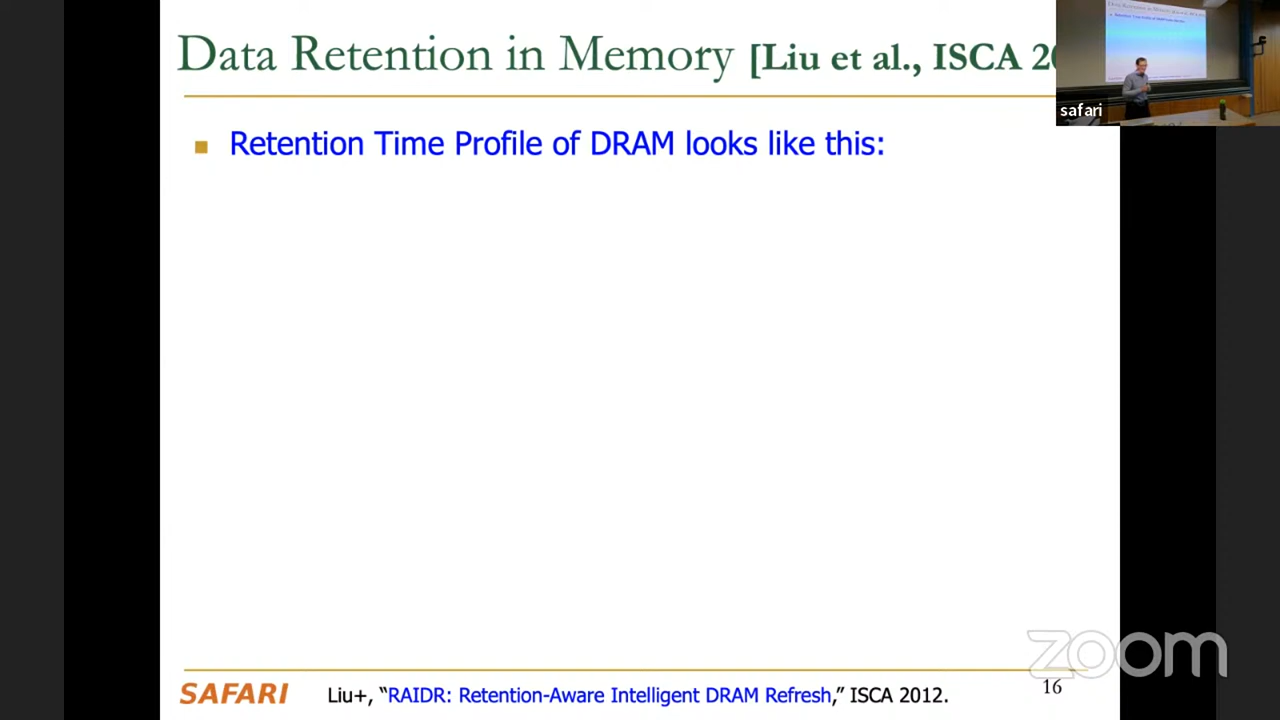 Data Retention in Memory [Liu et al., ISCA 20
safari
Retention Time Profile of DRAM looks like this:
zoom
SAFARI
Liu+, “RAIDR: Retention-Aware Intelligent DRAM Refresh,” ISCA 2012.
16